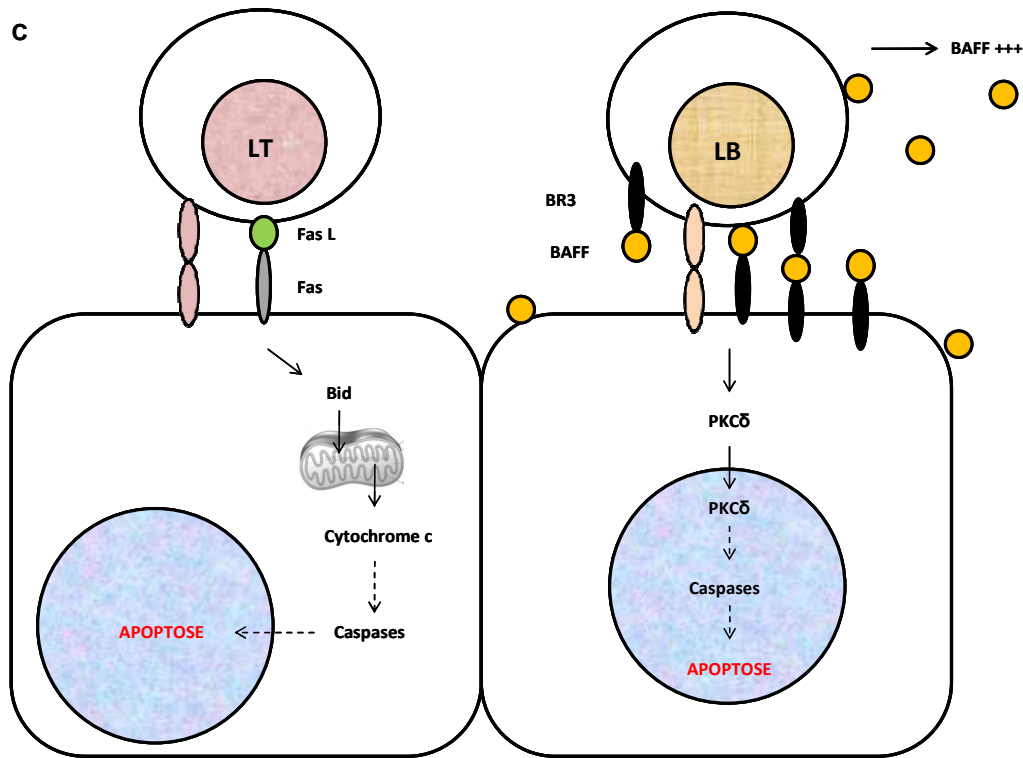 C
LT
Fas L
Fas
Bid
Cytochrome c
Caspases
APOPTOSE
BAFF +++
LB
BR3
BAFF
PKCδ
PKCδ
Caspases
APOPTOSE